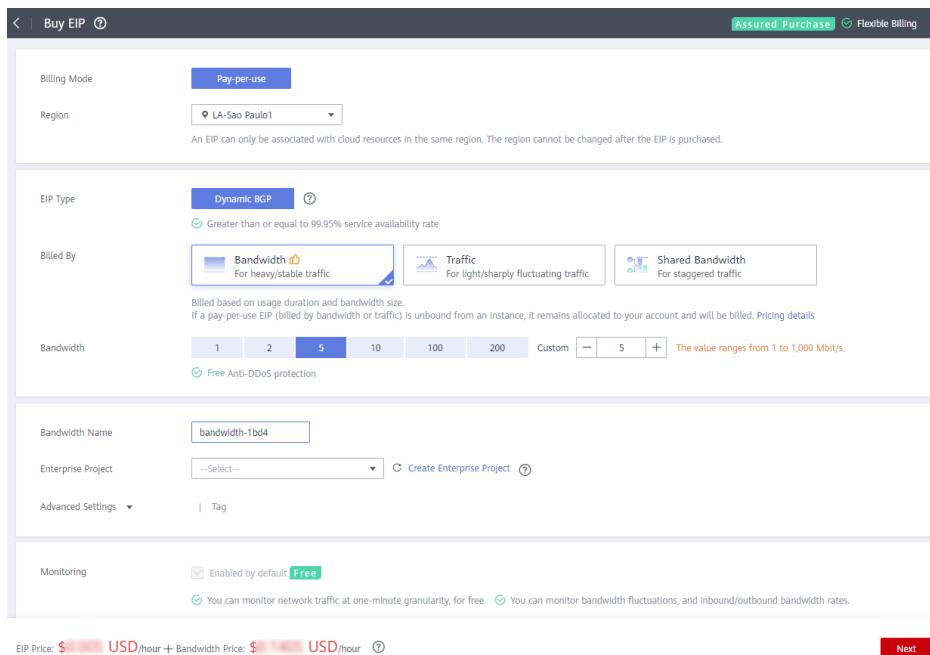 Buy EIP ?
Assured Purchase Flexible Billing
Billing Mode Pay-per-use
Region LA-Sao Paulo1
An EIP can only be associated with cloud resources in the same region. The region cannot be changed after the EIP is purchased.
EIP Type Dynamic BGP ?
Greater than or equal to 99.95% service availability rate
Billed By
Bandwidth
For heavy/stable traffic
Traffic
For light/sharply fluctuating traffic
Shared Bandwidth
For staggered traffic
Billed based on usage duration and bandwidth size.
If a pay-per-use EIP (billed by bandwidth or traffic) is unbound from an instance, it remains allocated to your account and will be billed. Pricing details
Bandwidth 1 2 5 10 100 200 Custom − 5 + The value ranges from 1 to 1,000 Mbit/s.
Free Anti-DDoS protection
Bandwidth Name bandwidth-1bd4
Enterprise Project --Select-- C Create Enterprise Project ?
Advanced Settings | Tag
Monitoring Enabled by default Free
You can monitor network traffic at one-minute granularity, for free. You can monitor bandwidth fluctuations, and inbound/outbound bandwidth rates.
EIP Price: $ USD/hour + Bandwidth Price: $ USD/hour ?
Next